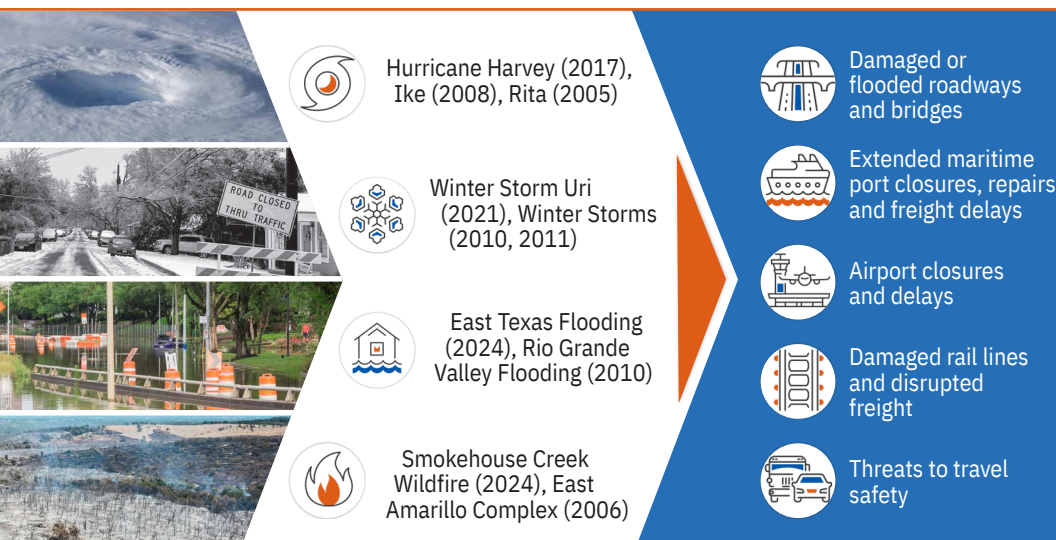 ROAD CLOSED
TO
THRU TRAFFIC
Hurricane Harvey (2017),
Ike (2008), Rita (2005)
Winter Storm Uri
(2021), Winter Storms
(2010, 2011)
East Texas Flooding
(2024), Rio Grande
Valley Flooding (2010)
Smokehouse Creek
Wildfire (2024), East
Amarillo Complex (2006)
Damaged or
flooded roadways
and bridges
Extended maritime
port closures, repairs
and freight delays
Airport closures
and delays
Damaged rail lines
and disrupted
freight
Threats to travel
safety